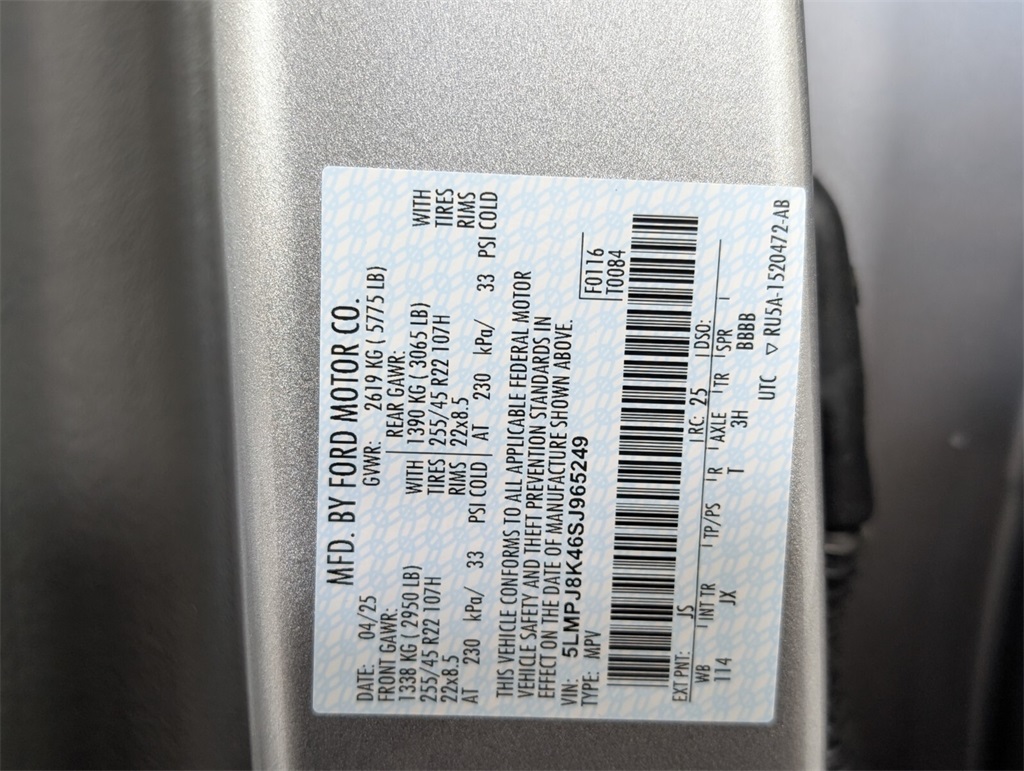 MFD. BY FORD MOTOR CO.
DATE: 04/25 GVWR: 2619 KG ( 5775 LB)
FRONT GAWR: REAR GAWR:
1338 KG ( 2950 LB) WITH 1390 KG ( 3065 LB) WITH
255/45 R22 107H TIRES 255/45 R22 107H TIRES
22x8.5 RIMS 22x8.5 RIMS
AT 230 kPa/ 33 PSI COLD AT 230 kPa/ 33 PSI COLD
THIS VEHICLE CONFORMS TO ALL APPLICABLE FEDERAL MOTOR
VEHICLE SAFETY AND THEFT PREVENTION STANDARDS IN
EFFECT ON THE DATE OF MANUFACTURE SHOWN ABOVE.
VIN: 5LMPJ8K46SJ965249 F0116
TYPE: MPV T0084
EXT PNT: JS RC: 25 DSO:
WB INT TR TP/PS R AXLE TR SPR
114 JX T 3H BBBB
UTC ▽ RU5A-1520472-AB